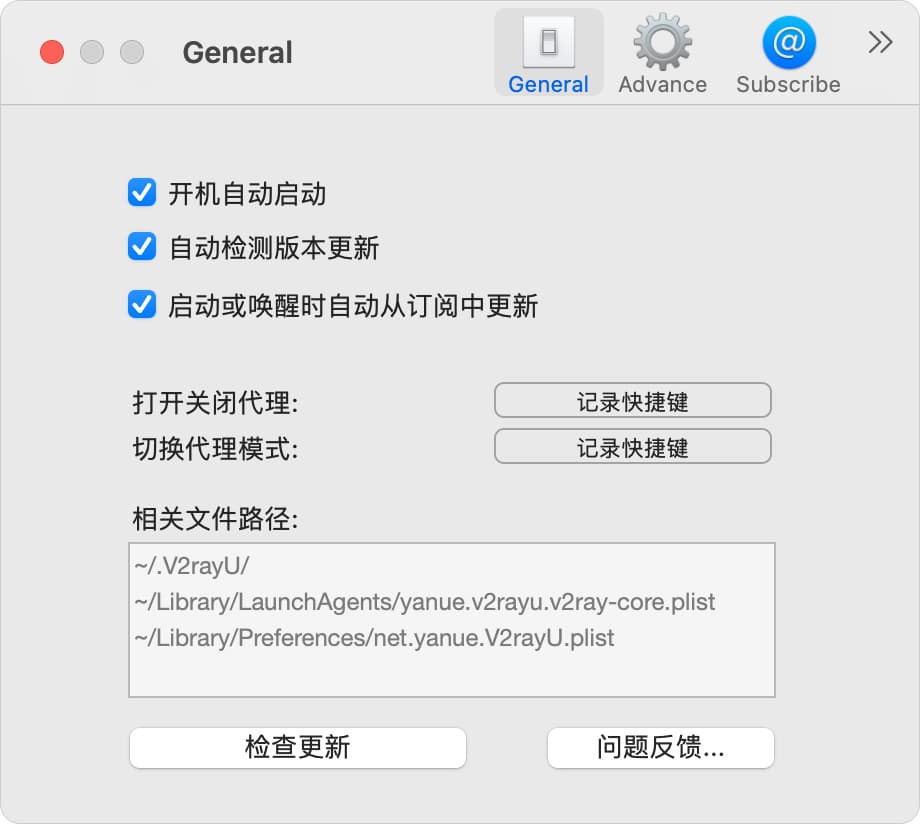 General
General
Advance
Subscribe
开机自动启动
自动检测版本更新
启动或唤醒时自动从订阅中更新
打开关闭代理:
记录快捷键
切换代理模式:
记录快捷键
相关文件路径:
~/.V2rayU/
~/Library/LaunchAgents/yanue.v2rayu.v2ray-core.plist
~/Library/Preferences/net.yanue.V2rayU.plist
检查更新
问题反馈...